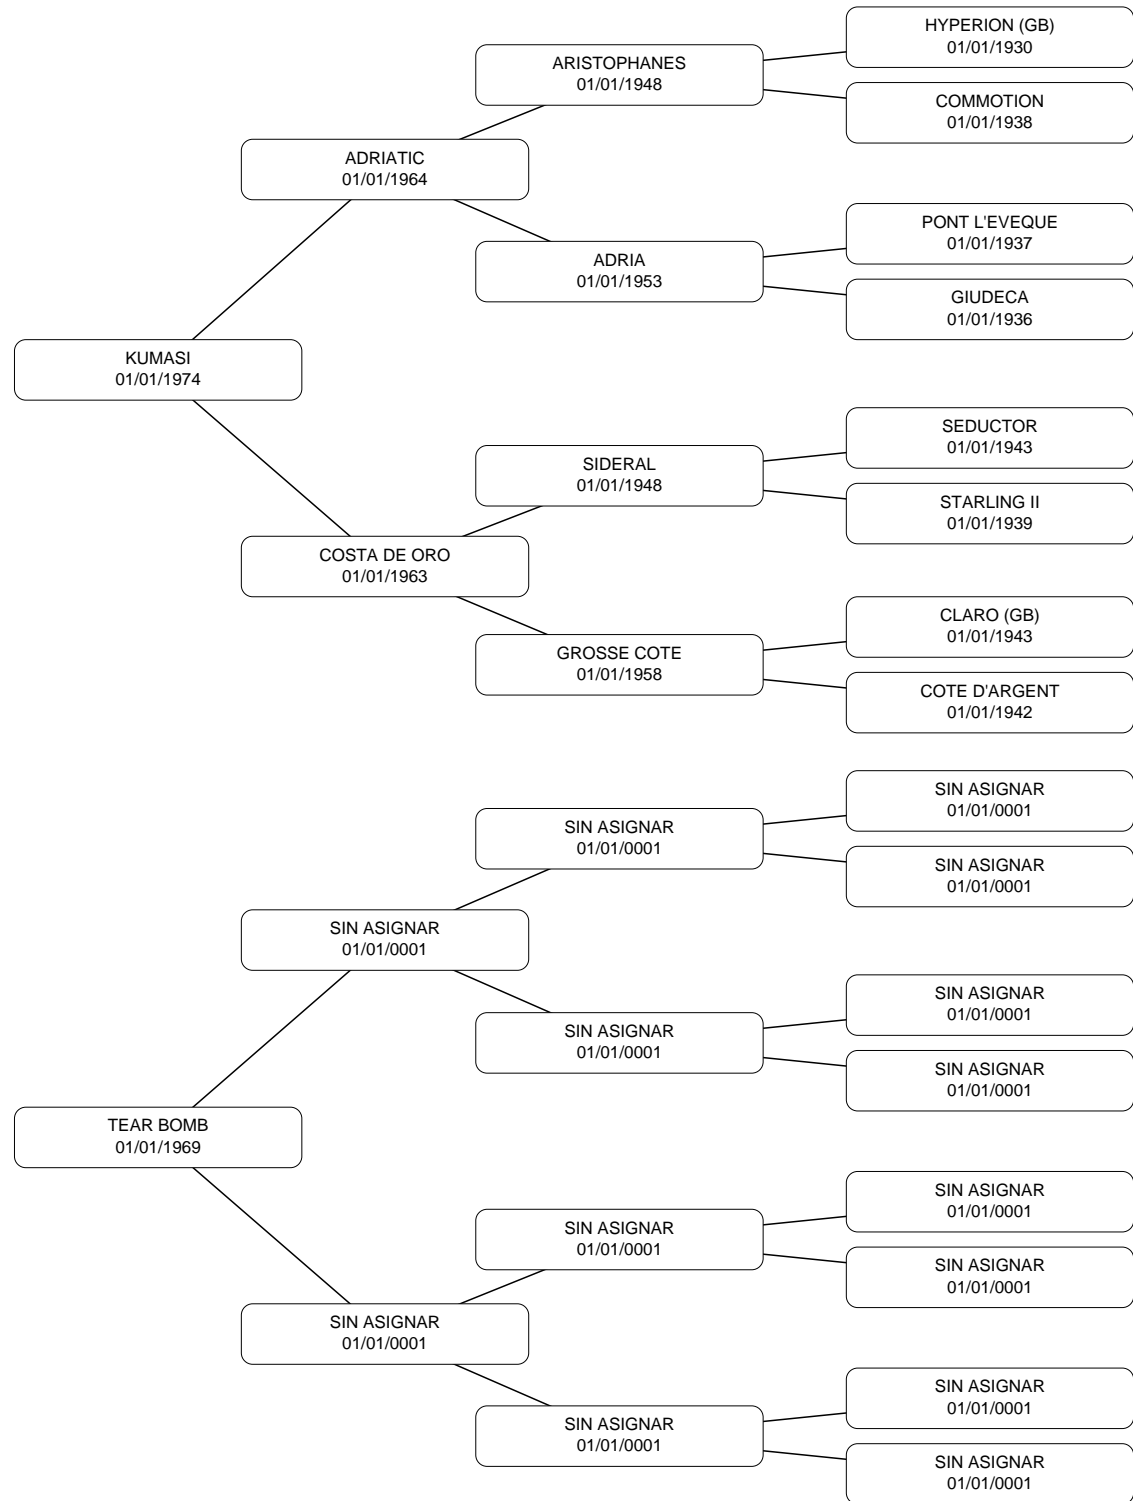 HYPERION (GB)
01/01/1930
ARISTOPHANES
01/01/1948
COMMOTION
01/01/1938
ADRIATIC
01/01/1964
PONT L'EVEQUE
01/01/1937
ADRIA
01/01/1953
GIUDECA
01/01/1936
KUMASI
01/01/1974
SEDUCTOR
01/01/1943
SIDERAL
01/01/1948
STARLING II
01/01/1939
COSTA DE ORO
01/01/1963
CLARO (GB)
01/01/1943
GROSSE COTE
01/01/1958
COTE D'ARGENT
01/01/1942
SIN ASIGNAR
01/01/0001
SIN ASIGNAR
01/01/0001
SIN ASIGNAR
01/01/0001
SIN ASIGNAR
01/01/0001
SIN ASIGNAR
01/01/0001
SIN ASIGNAR
01/01/0001
SIN ASIGNAR
01/01/0001
TEAR BOMB
01/01/1969
SIN ASIGNAR
01/01/0001
SIN ASIGNAR
01/01/0001
SIN ASIGNAR
01/01/0001
SIN ASIGNAR
01/01/0001
SIN ASIGNAR
01/01/0001
SIN ASIGNAR
01/01/0001
SIN ASIGNAR
01/01/0001